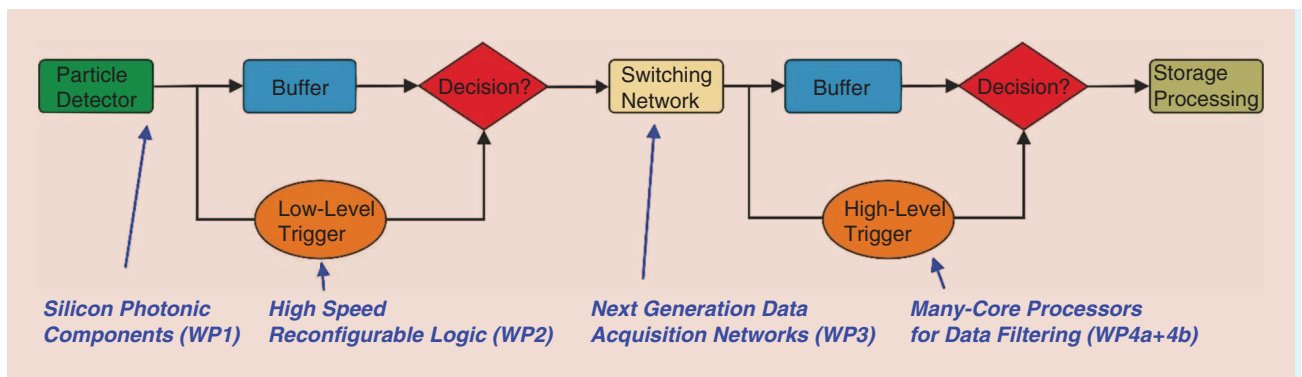 Particle
Detector
Buffer
Decision?
Switching
Network
Buffer
Decision?
Storage
Processing
Low-Level
Trigger
High-Level
Trigger
Silicon Photonic
Components (WP1)
High Speed
Reconfigurable Logic (WP2)
Next Generation Data
Acquisition Networks (WP3)
Many-Core Processors
for Data Filtering (WP4a+4b)